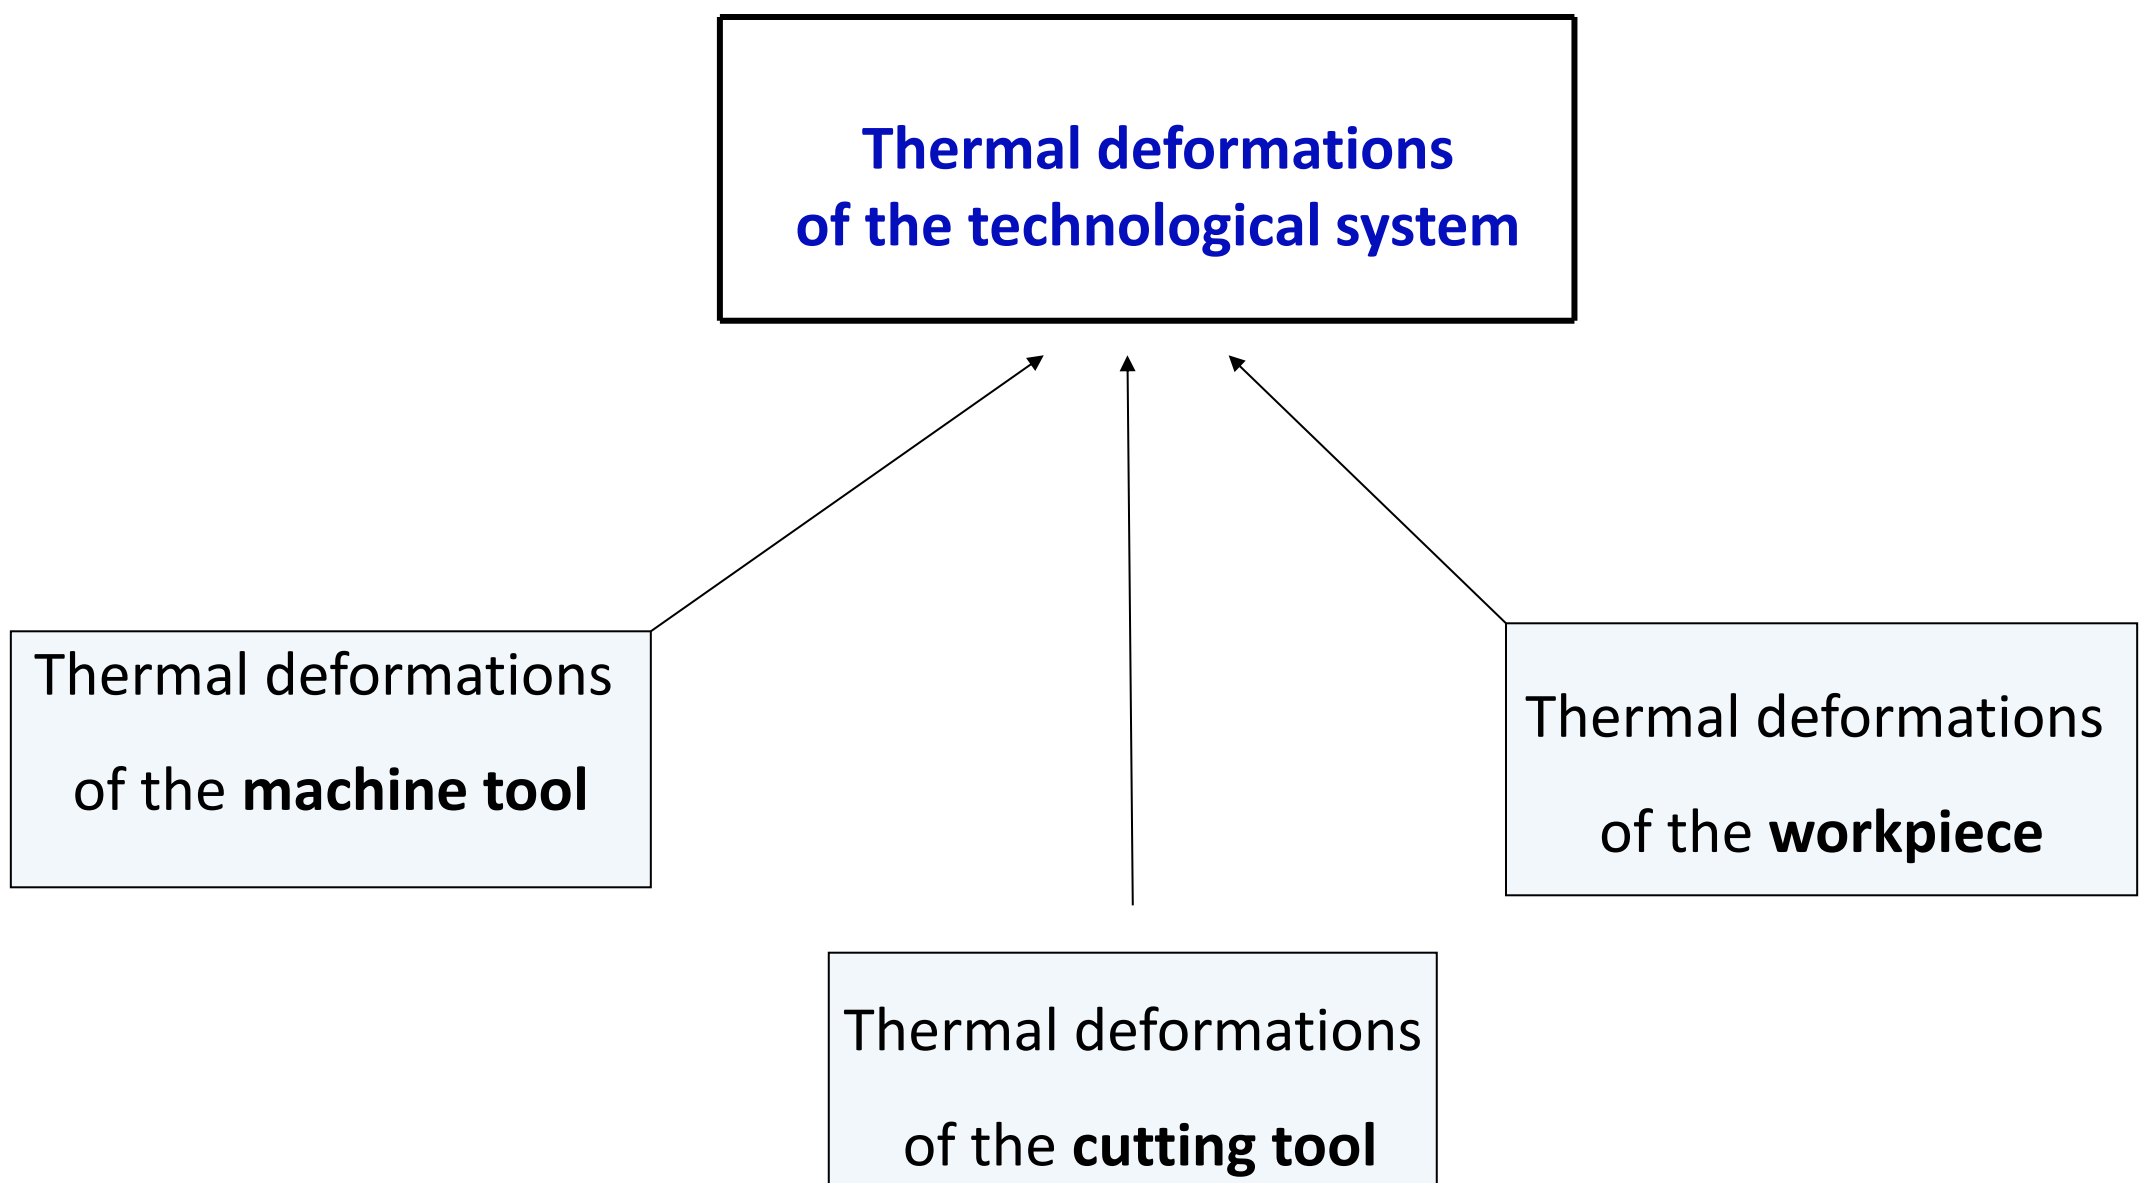 Thermal deformations
of the technological system
Thermal deformations
of the machine tool
Thermal deformations
of the workpiece
Thermal deformations
of the cutting tool